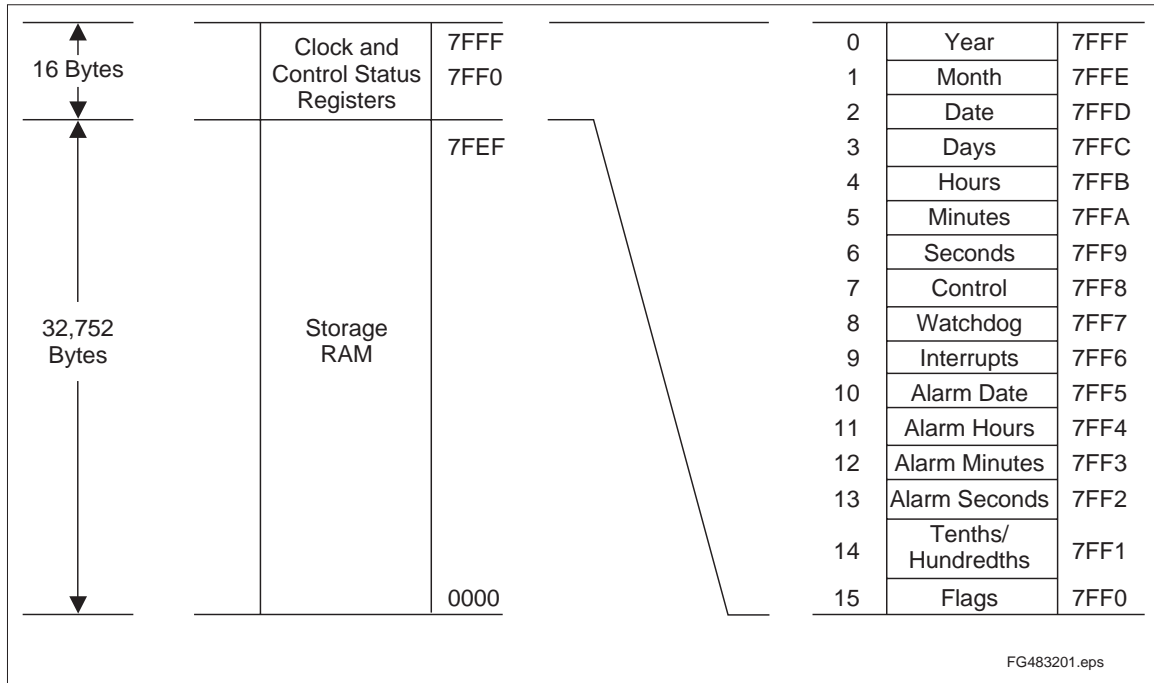 16 Bytes
Clock and
Control Status
Registers
7FFF
7FF0
32,752
Bytes
Storage
RAM
7FEF
0000
0 Year 7FFF
1 Month 7FFE
2 Date 7FFD
3 Days 7FFC
4 Hours 7FFB
5 Minutes 7FFA
6 Seconds 7FF9
7 Control 7FF8
8 Watchdog 7FF7
9 Interrupts 7FF6
10 Alarm Date 7FF5
11 Alarm Hours 7FF4
12 Alarm Minutes 7FF3
13 Alarm Seconds 7FF2
14 Tenths/
Hundredths 7FF1
15 Flags 7FF0
FG483201.eps